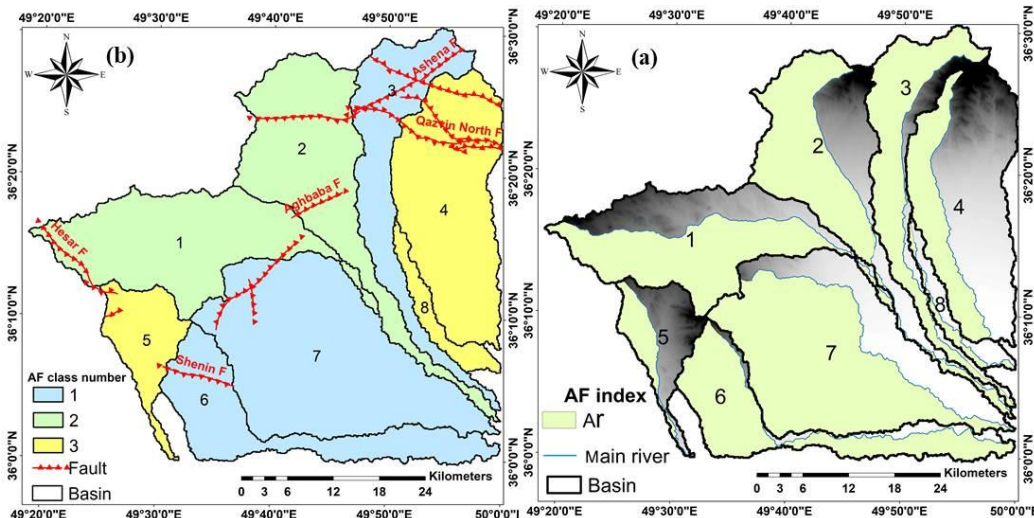 49°20'0"E 49°30'0"E 49°40'0"E 49°50'0"E
(b)
N
W E
S
36°30'0"N
36°20'0"N
36°10'0"N
36°0'0"N
Ashena F
3
Qazvin North F
2
Aghbaba F
4
1
Hesar F
8
5
7
Shenin F
6
AF class number
1
2
3
Fault
Basin
Kilometers
0 3 6 12 18 24
49°20'0"E 49°30'0"E 49°40'0"E 49°50'0"E 50°0'0"E
49°20'0"E 49°30'0"E 49°40'0"E 49°50'0"E
(a)
N
W E
S
36°30'0"N
36°20'0"N
36°10'0"N
36°0'0"N
3
2
4
1
8
5
7
6
AF index
Ar
Main river
Basin
Kilometers
0 3 6 12 18 24
49°20'0"E 49°30'0"E 49°40'0"E 49°50'0"E 50°0'0"E